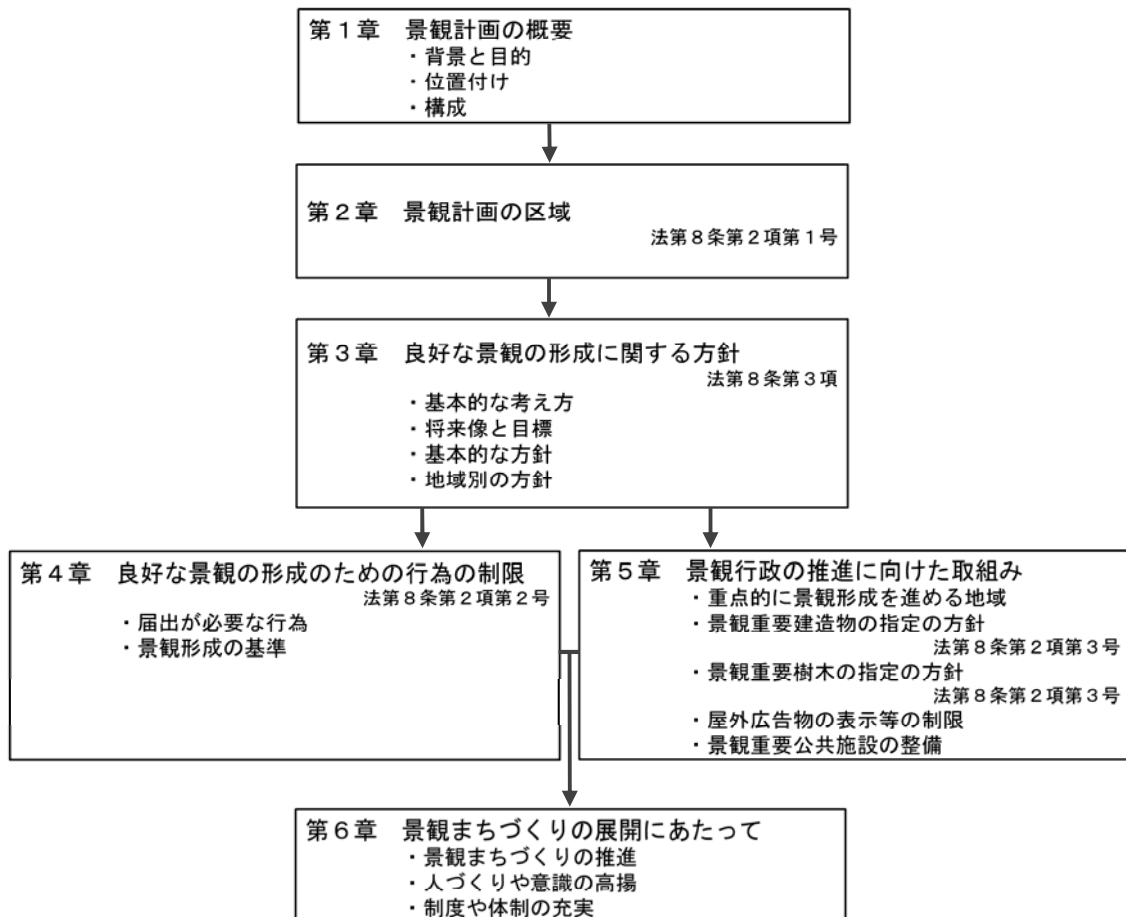 第１章　景観計画の概要
・背景と目的
・位置付け
・構成
第２章　景観計画の区域
法第８条第２項第１号
第３章　良好な景観の形成に関する方針
法第８条第３項
・基本的な考え方
・将来像と目標
・基本的な方針
・地域別の方針
第４章　良好な景観の形成のための行為の制限
法第８条第２項第２号
・届出が必要な行為
・景観形成の基準
第５章　景観行政の推進に向けた取組み
・重点的に景観形成を進める地域
・景観重要建造物の指定の方針
法第８条第２項第３号
・景観重要樹木の指定の方針
法第８条第２項第３号
・屋外広告物の表示等の制限
・景観重要公共施設の整備
第６章　景観まちづくりの展開にあたって
・景観まちづくりの推進
・人づくりや意識の高揚
・制度や体制の充実